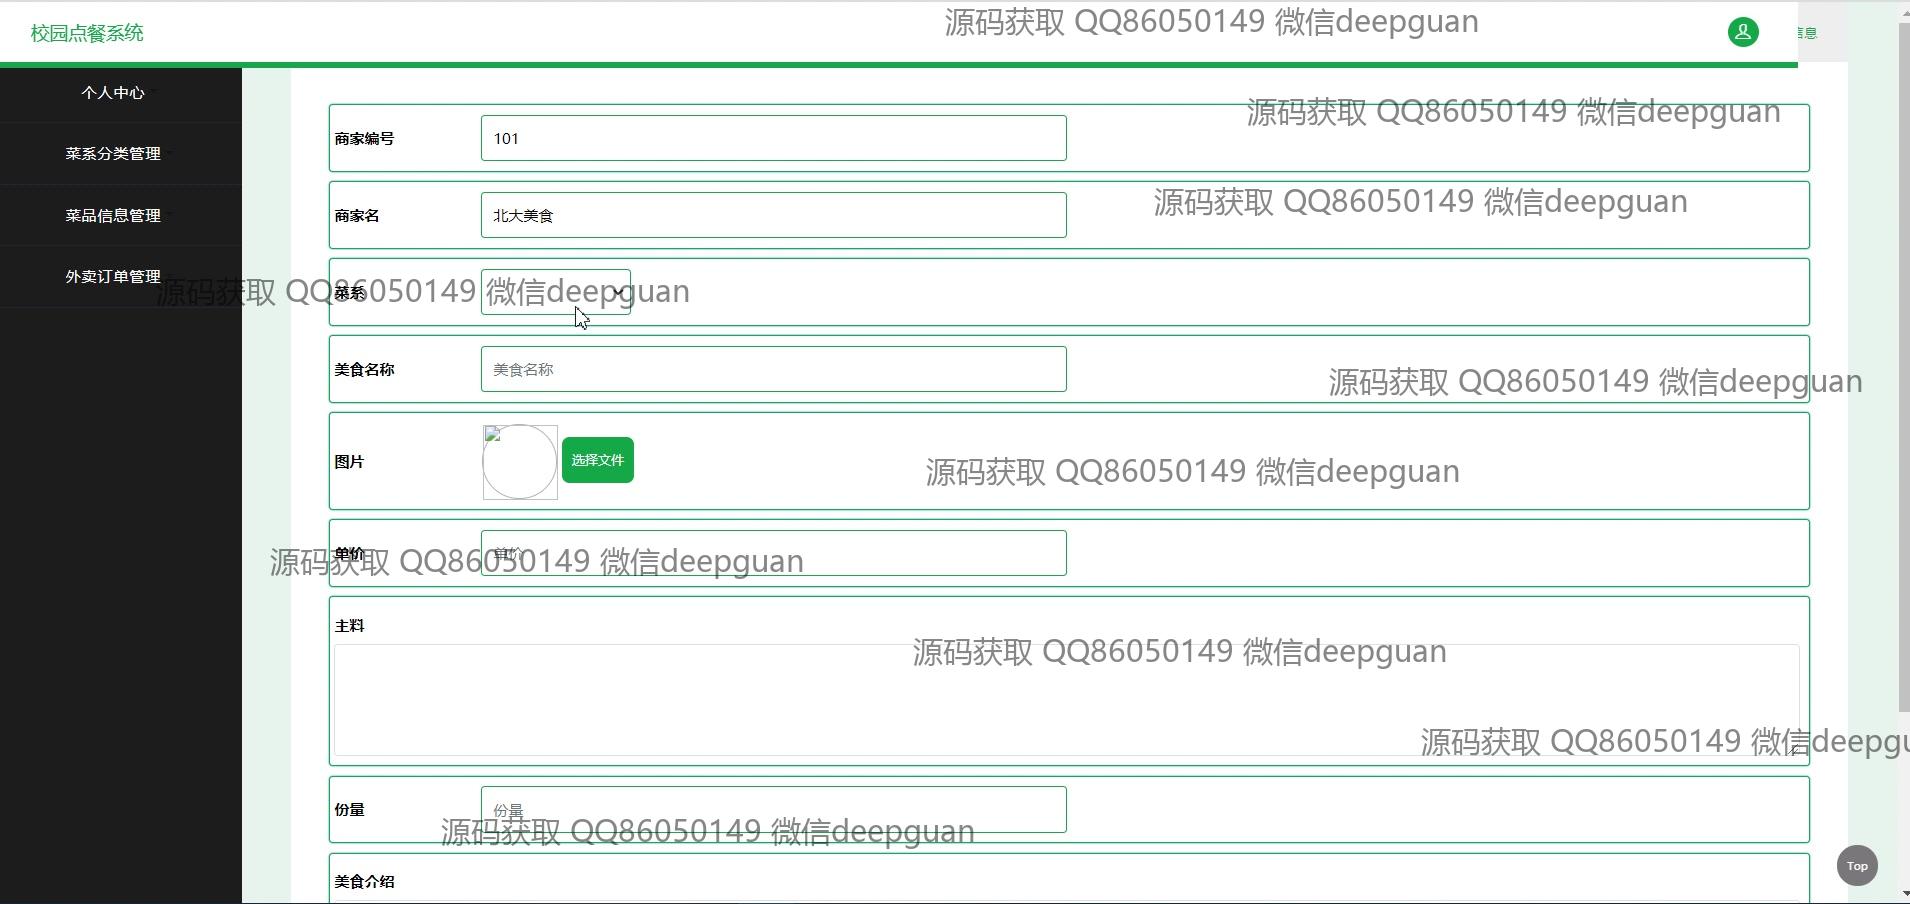 校园点餐系统
源码获取 QQ86050149 微信deepguan
信息
个人中心
菜系分类管理
菜品信息管理
外卖订单管理
源码获取 QQ86050149 微信deepguan
商家编号
101
源码获取 QQ86050149 微信deepguan
商家名
北大美食
源码获取 QQ86050149 微信deepguan
菜系
美食名称
美食名称
源码获取 QQ86050149 微信deepguan
图片
选择文件
源码获取 QQ86050149 微信deepguan
单价
单价
源码获取 QQ86050149 微信deepguan
主料
源码获取 QQ86050149 微信deepguan
源码获取 QQ86050149 微信deepgu
份量
份量
源码获取 QQ86050149 微信deepguan
美食介绍
Top